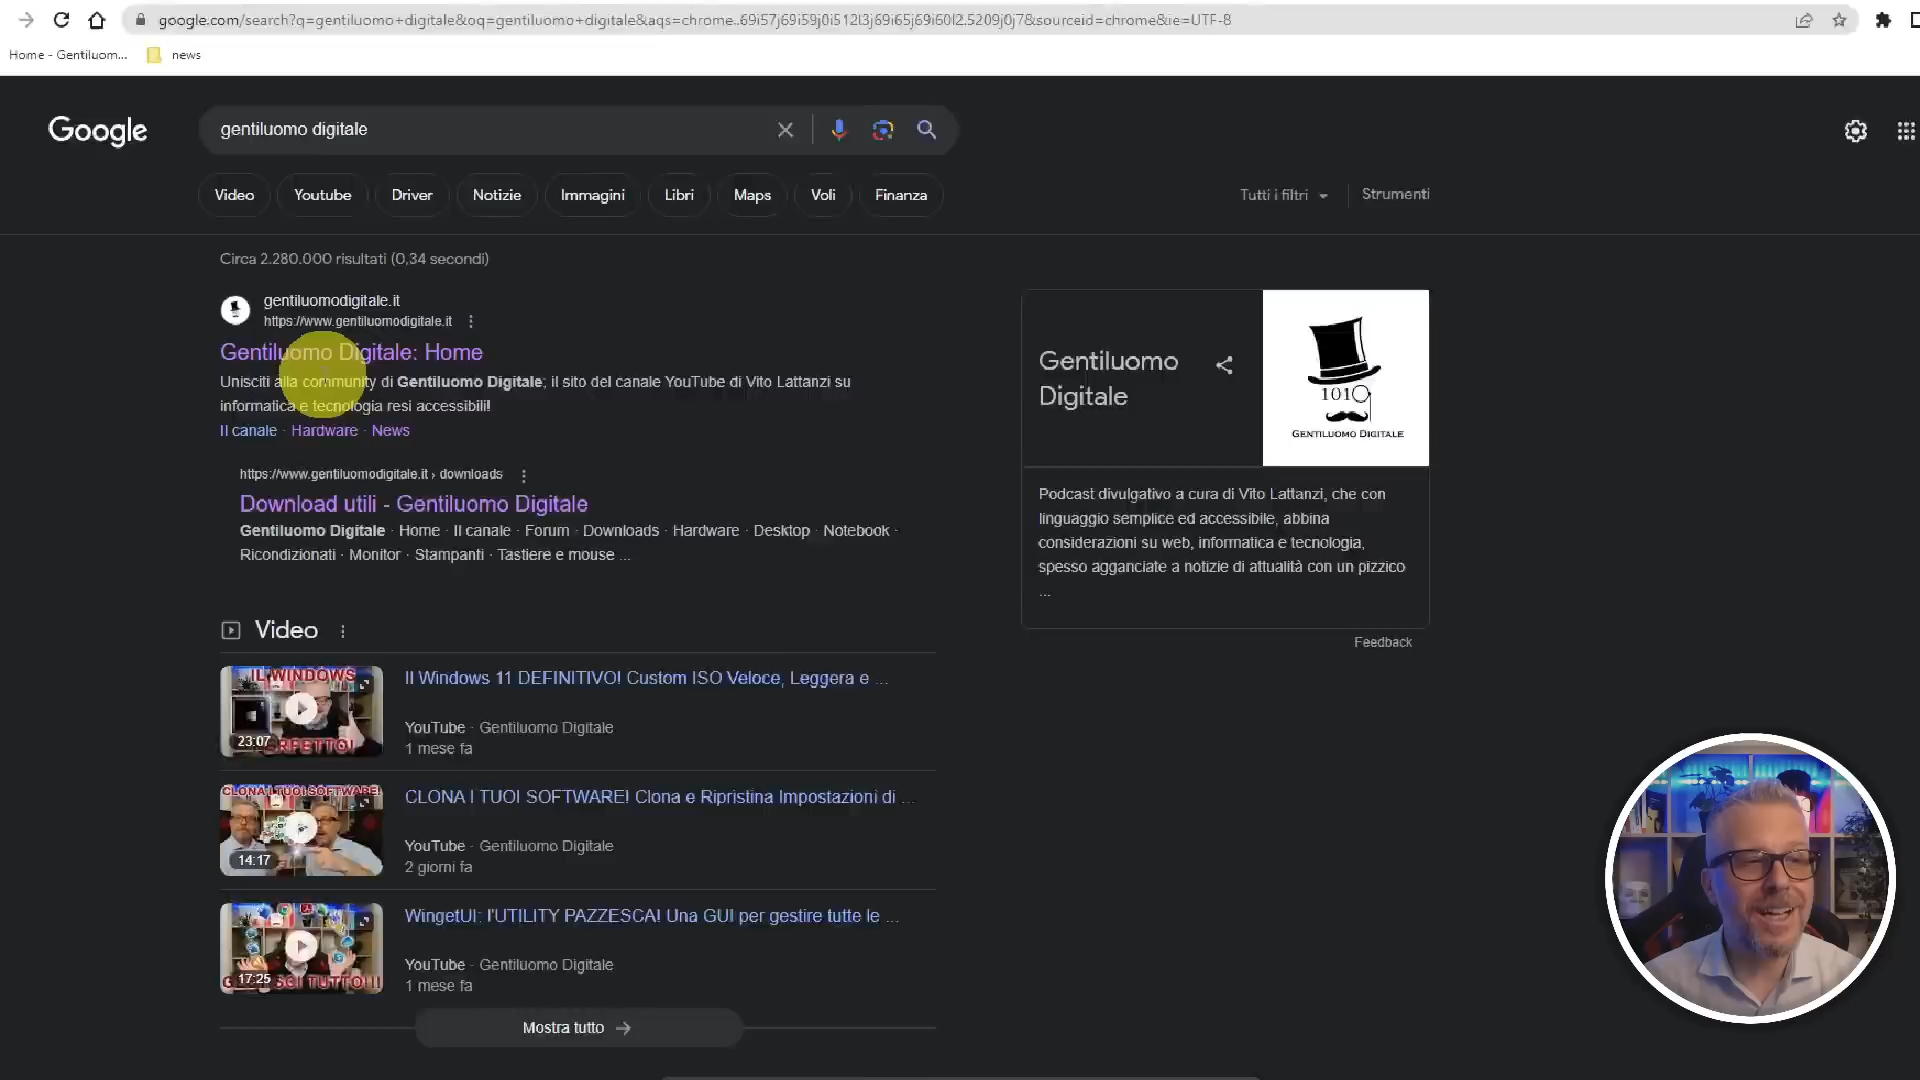 google.com/search?q=gentiluomo+digitale&oq=gentiluomo+digitale&aqs=chrome..69i57j69i59j0i512l3j69i65j69i60l2.5209j0j7&sourceid=chrome&ie=UTF-8
Home - Gentiluom... news
Google
gentiluomo digitale
Video Youtube Driver Notizie Immagini Libri Maps Voli Finanza
Tutti i filtri Strumenti
Circa 2.280.000 risultati (0,34 secondi)
gentiluomodigitale.it
https://www.gentiluomodigitale.it
Gentiluomo Digitale: Home
Unisciti alla community di Gentiluomo Digitale; il sito del canale YouTube di Vito Lattanzi su
informatica e tecnologia resi accessibili!
Il canale · Hardware · News
https://www.gentiluomodigitale.it › downloads
Download utili - Gentiluomo Digitale
Gentiluomo Digitale · Home · Il canale · Forum · Downloads · Hardware · Desktop · Notebook ·
Ricondizionati · Monitor · Stampanti · Tastiere e mouse ...
Video
IL WINDOWS
23:07
Il Windows 11 DEFINITIVO! Custom ISO Veloce, Leggera e ...
YouTube · Gentiluomo Digitale
1 mese fa
CLONA I TUOI SOFTWARE!
14:17
CLONA I TUOI SOFTWARE! Clona e Ripristina Impostazioni di ...
YouTube · Gentiluomo Digitale
2 giorni fa
17:25
WingetUI: l'UTILITY PAZZESCA! Una GUI per gestire tutte le ...
YouTube · Gentiluomo Digitale
1 mese fa
Mostra tutto
Gentiluomo
Digitale
1010
GENTILUOMO DIGITALE
Podcast divulgativo a cura di Vito Lattanzi, che con
linguaggio semplice ed accessibile, abbina
considerazioni su web, informatica e tecnologia,
spesso agganciate a notizie di attualità con un pizzico
...
Feedback